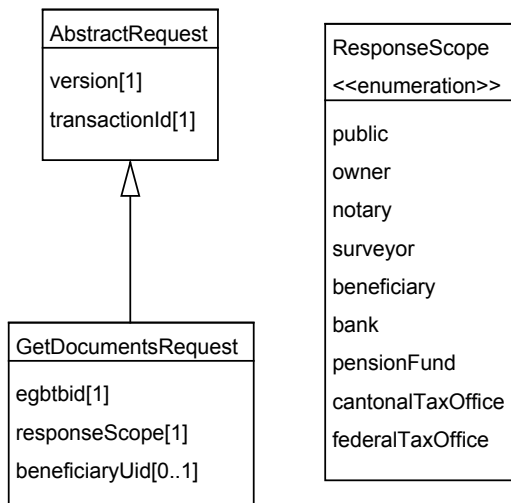 AbstractRequest
version[1]
transactionId[1]
GetDocumentsRequest
egbtbid[1]
responseScope[1]
beneficiaryUid[0..1]
ResponseScope
<<enumeration>>
public
owner
notary
surveyor
beneficiary
bank
pensionFund
cantonalTaxOffice
federalTaxOffice